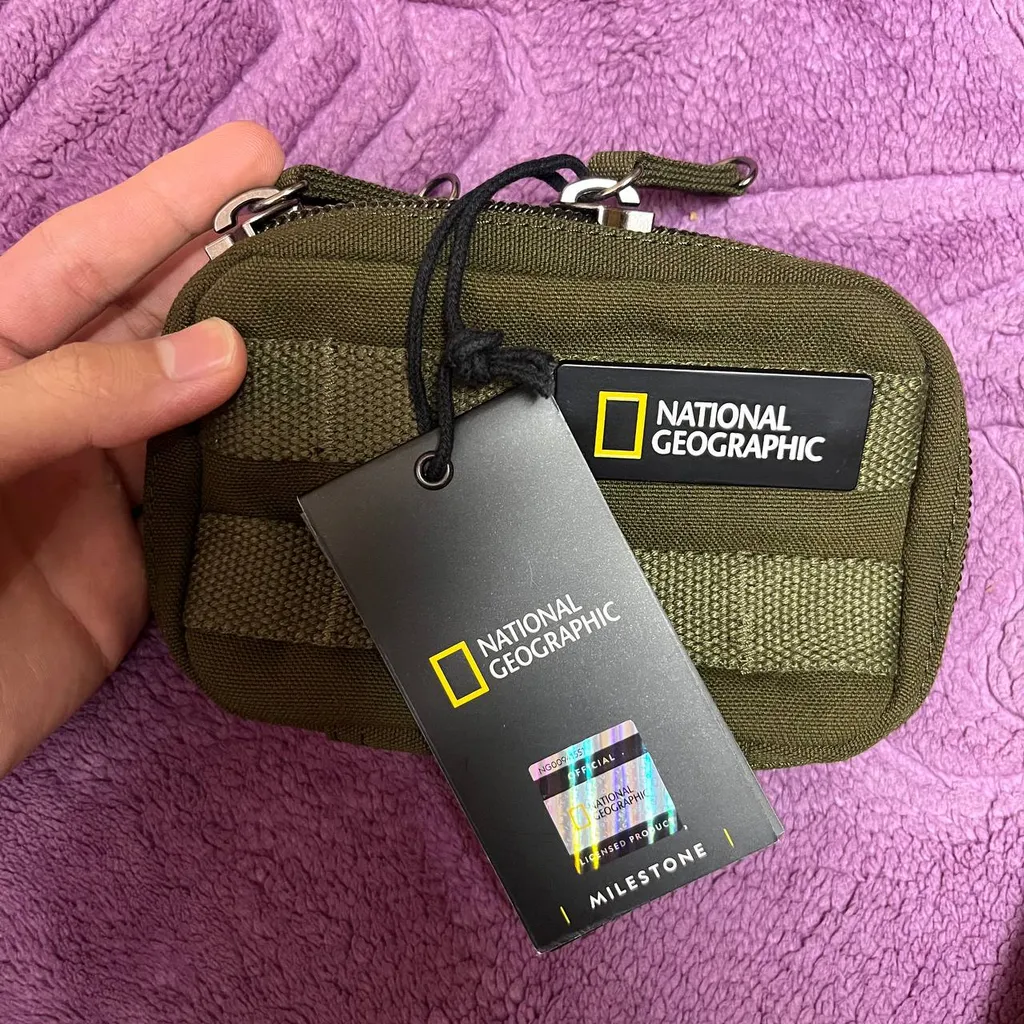 NATIONAL
GEOGRAPHIC
NATIONAL
GEOGRAPHIC
OFFICIAL
NATIONAL
GEOGRAPHIC
LICENSED PRODUCT
MILESTONE